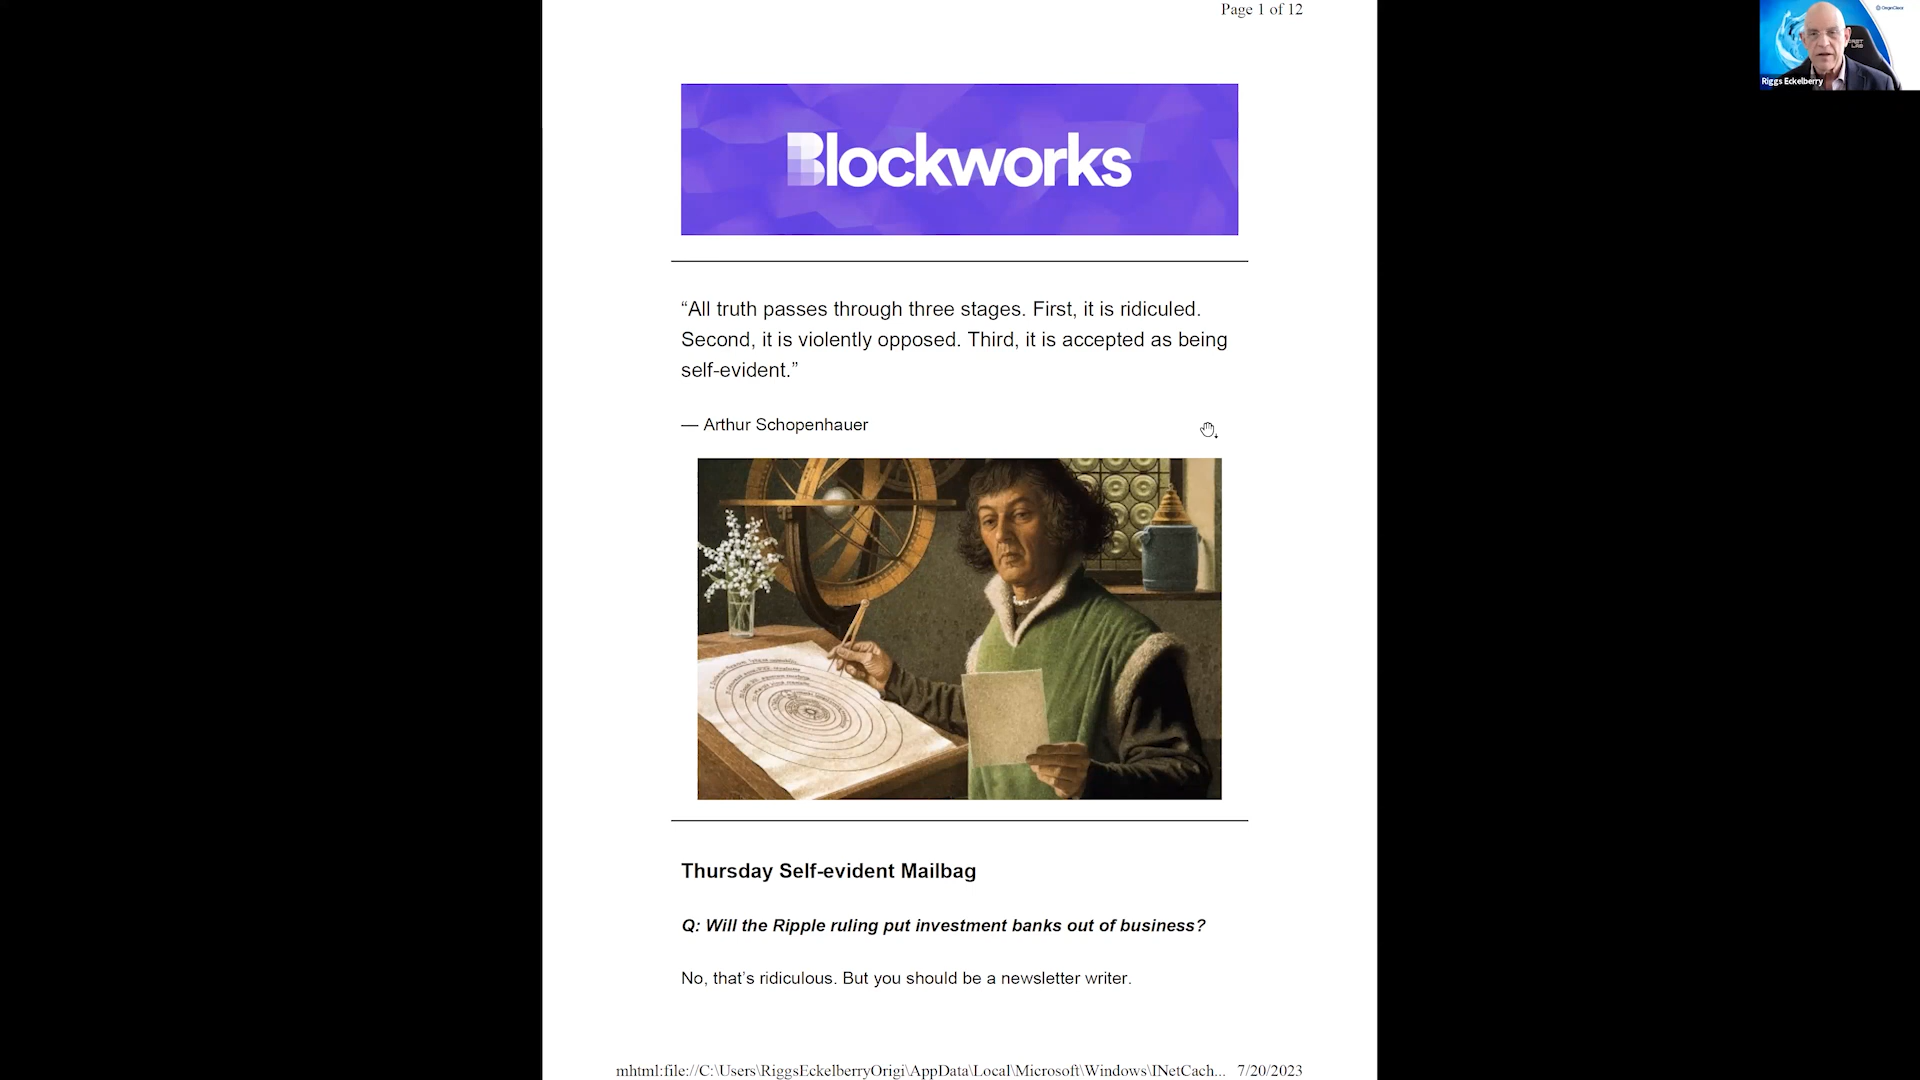 Page 1 of 12
OriginClear
Riggs Eckelberry
Blockworks
“All truth passes through three stages. First, it is ridiculed.
Second, it is violently opposed. Third, it is accepted as being
self-evident.”
— Arthur Schopenhauer
Thursday Self-evident Mailbag
Q: Will the Ripple ruling put investment banks out of business?
No, that’s ridiculous. But you should be a newsletter writer.
mhtml:file://C:\Users\RiggsEckelberryOrigi\AppData\Local\Microsoft\Windows\INetCach... 7/20/2023